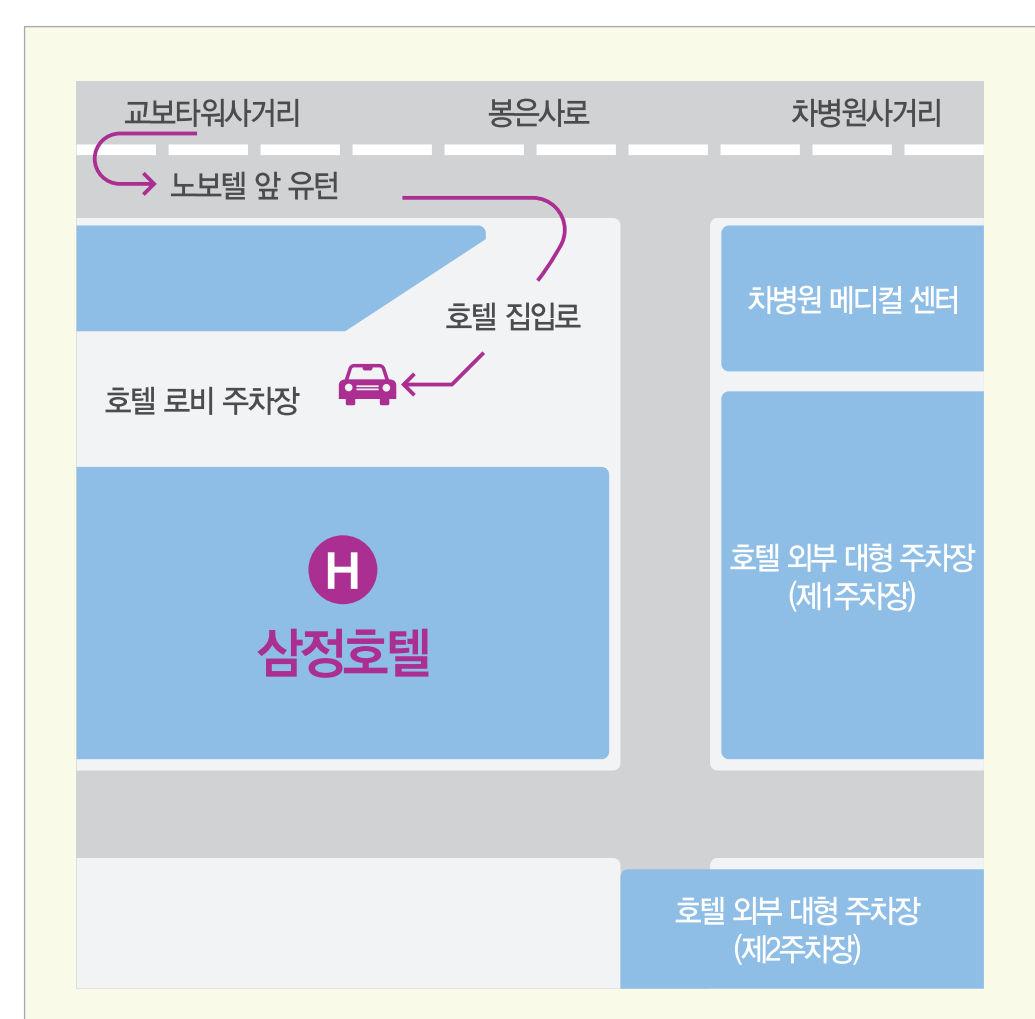 교보타워사거리
봉은사로
차병원사거리
노보텔 앞 유턴
차병원 메디컬 센터
호텔 집입로
호텔 로비 주차장
호텔 외부 대형 주차장
(제1주차장)
H
삼정호텔
호텔 외부 대형 주차장
(제2주차장)